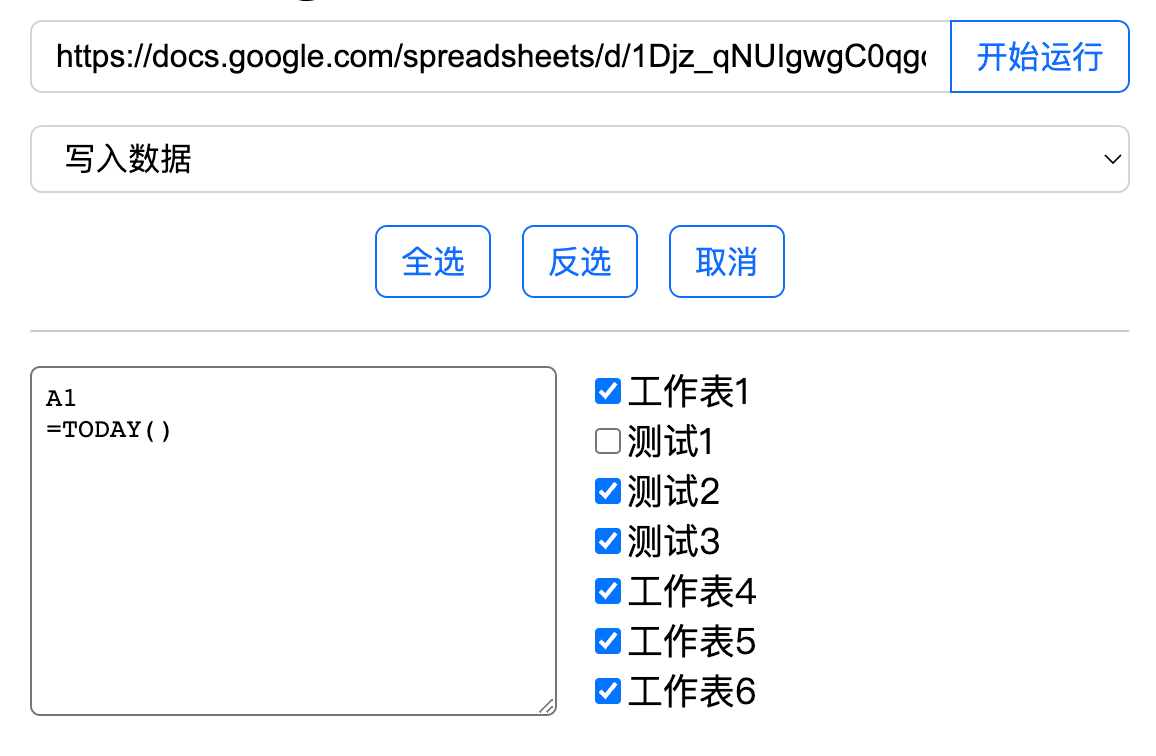 https://docs.google.com/spreadsheets/d/1Djz_qNUIgwgC0qg
开始运行
写入数据
全选 反选 取消
A1
=TODAY()
工作表1
测试1
测试2
测试3
工作表4
工作表5
工作表6